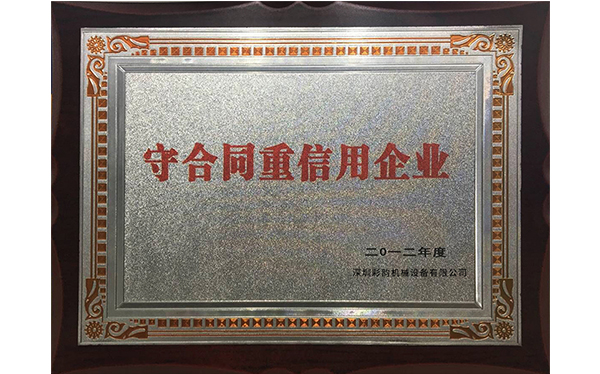 守合同重信用企业
二0一二年度
深圳彩韵机械设备有限公司